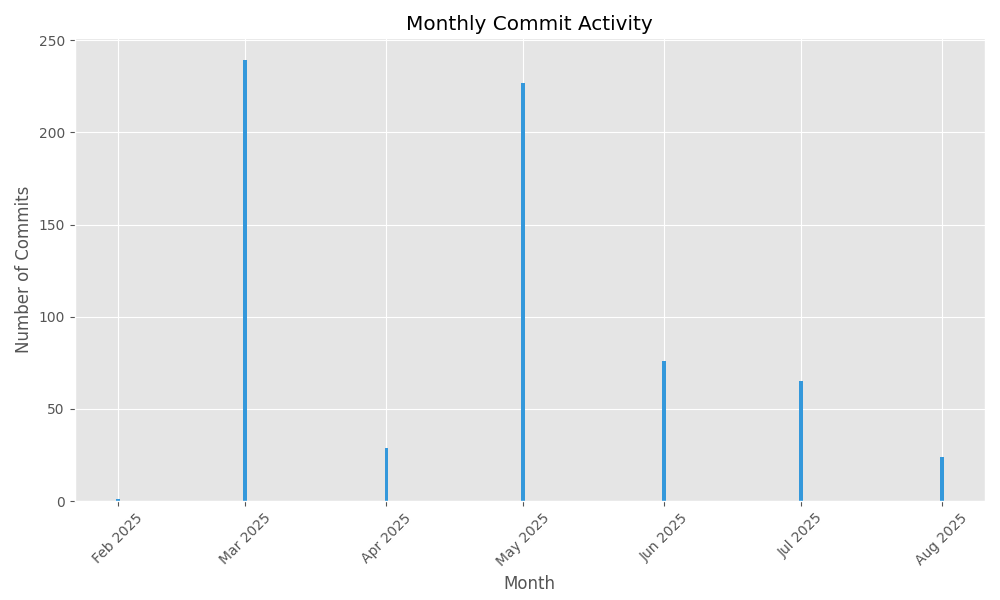 Monthly Commit Activity
250
200
150
100
50
0
Number of Commits
Feb 2025
Mar 2025
Apr 2025
May 2025
Jun 2025
Jul 2025
Aug 2025
Month